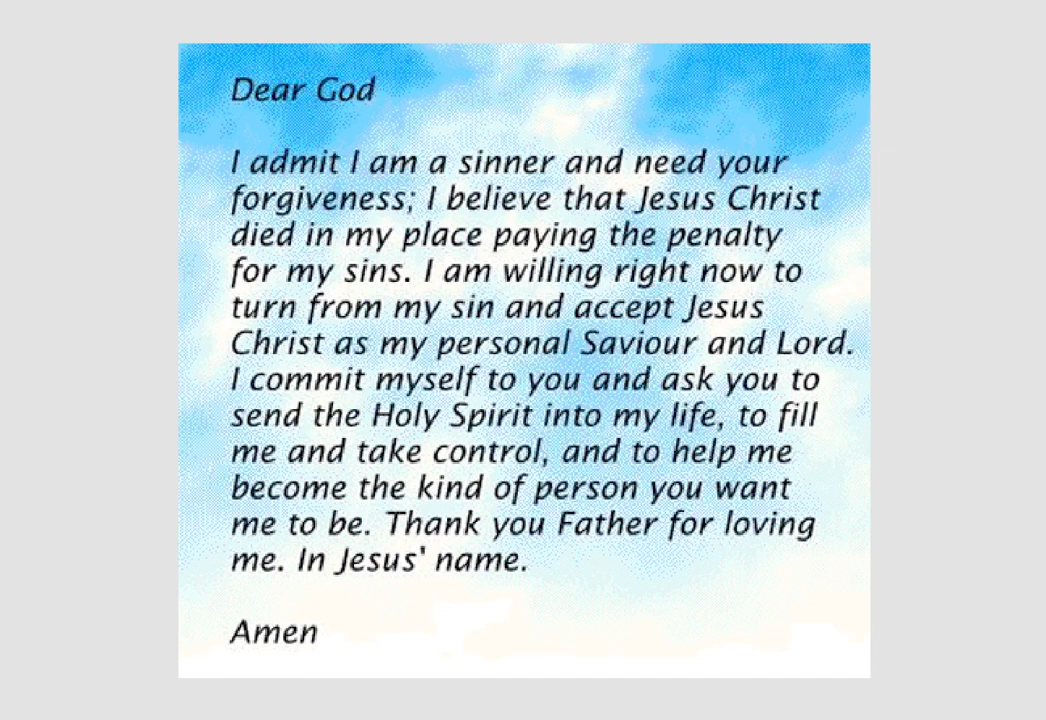 Dear God
I admit I am a sinner and need your
forgiveness; I believe that Jesus Christ
died in my place paying the penalty
for my sins. I am willing right now to
turn from my sin and accept Jesus
Christ as my personal Saviour and Lord.
I commit myself to you and ask you to
send the Holy Spirit into my life, to fill
me and take control, and to help me
become the kind of person you want
me to be. Thank you Father for loving
me. In Jesus' name.
Amen